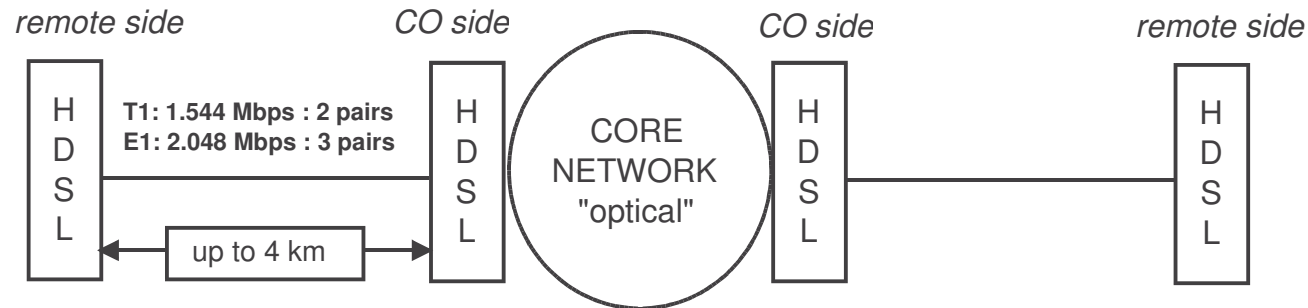 remote side
CO side
CO side
remote side
H
D
S
L
T1: 1.544 Mbps : 2 pairs
E1: 2.048 Mbps : 3 pairs
up to 4 km
H
D
S
L
CORE
NETWORK
"optical"
H
D
S
L
H
D
S
L